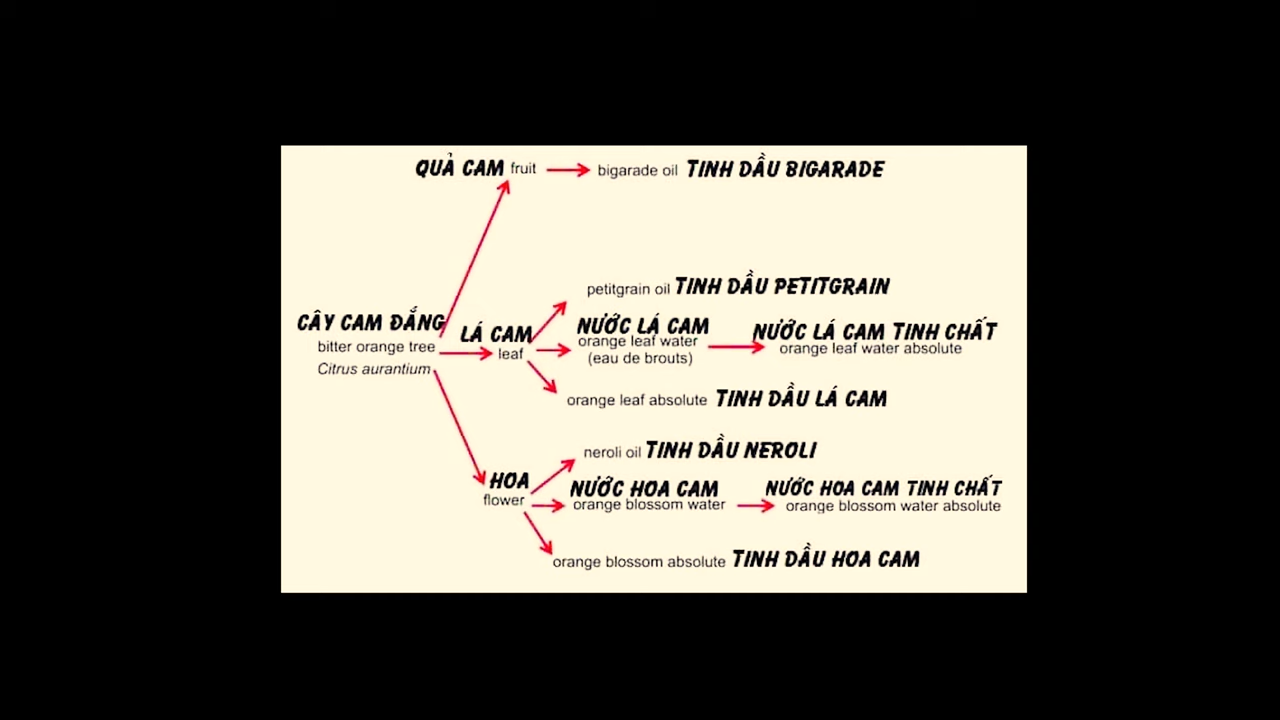 QUẢ CAM fruit bigarade oil TINH DẦU BIGARADE
petitgrain oil TINH DẦU PETITGRAIN
CÂY CAM ĐẮNG
bitter orange tree
Citrus aurantium
LÁ CAM
leaf
NƯỚC LÁ CAM
orange leaf water
(eau de brouts)
NƯỚC LÁ CAM TINH CHẤT
orange leaf water absolute
orange leaf absolute TINH DẦU LÁ CAM
neroli oil TINH DẦU NEROLI
HOA
flower
NƯỚC HOA CAM
orange blossom water
NƯỚC HOA CAM TINH CHẤT
orange blossom water absolute
orange blossom absolute TINH DẦU HOA CAM